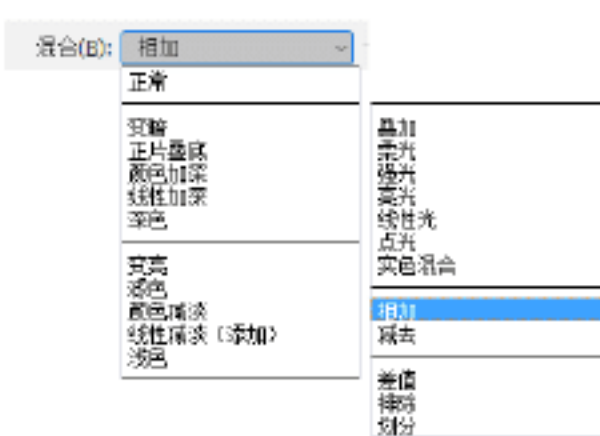 混合(B): 相加
正常
变暗
正片叠底
颜色加深
线性加深
深色
变亮
滤色
颜色减淡
线性减淡（添加）
浅色
叠加
柔光
强光
亮光
线性光
点光
实色混合
相加
减去
差值
排除
划分